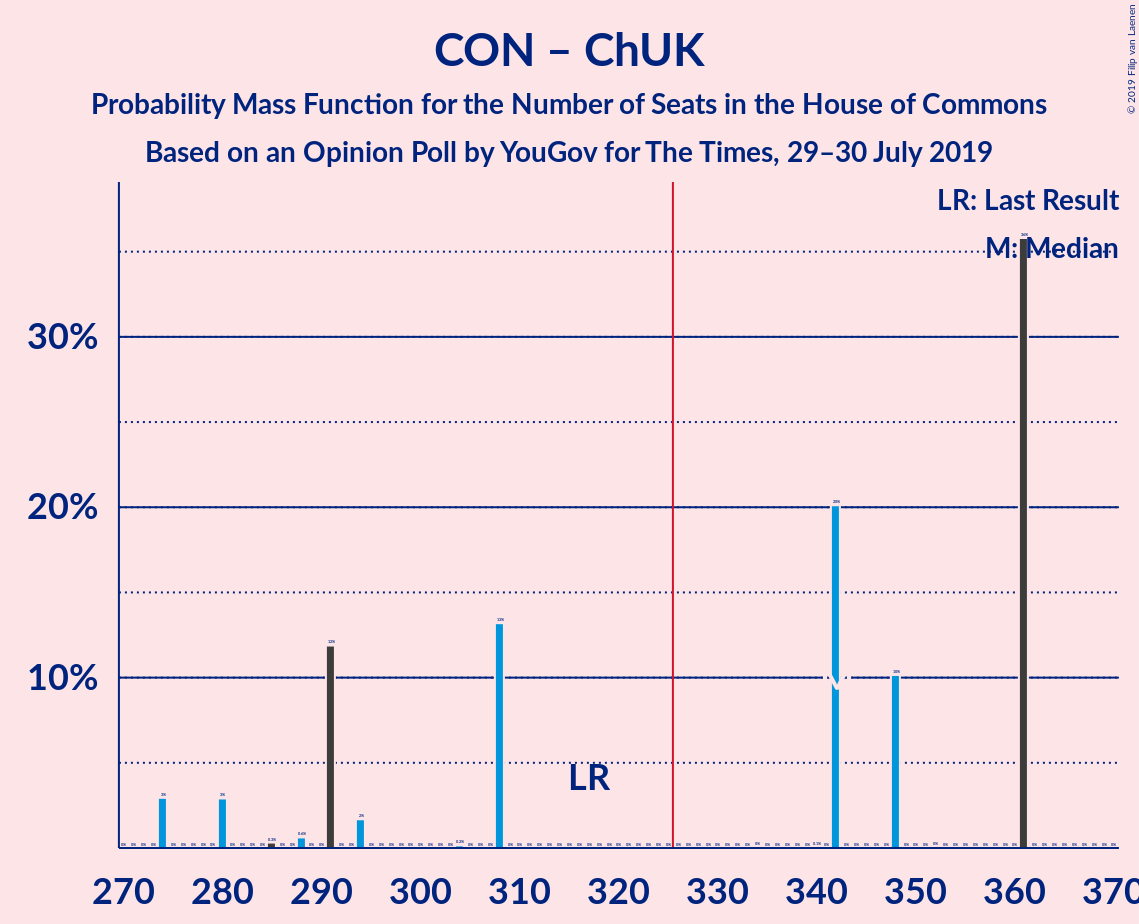 CON – ChUK
Probability Mass Function for the Number of Seats in the House of Commons
Based on an Opinion Poll by YouGov for The Times, 29–30 July 2019
© 2019 Filip van Laenen
LR: Last Result
M: Median
30%
20%
10%
LR
270 280 290 300 310 320 330 340 350 360 370